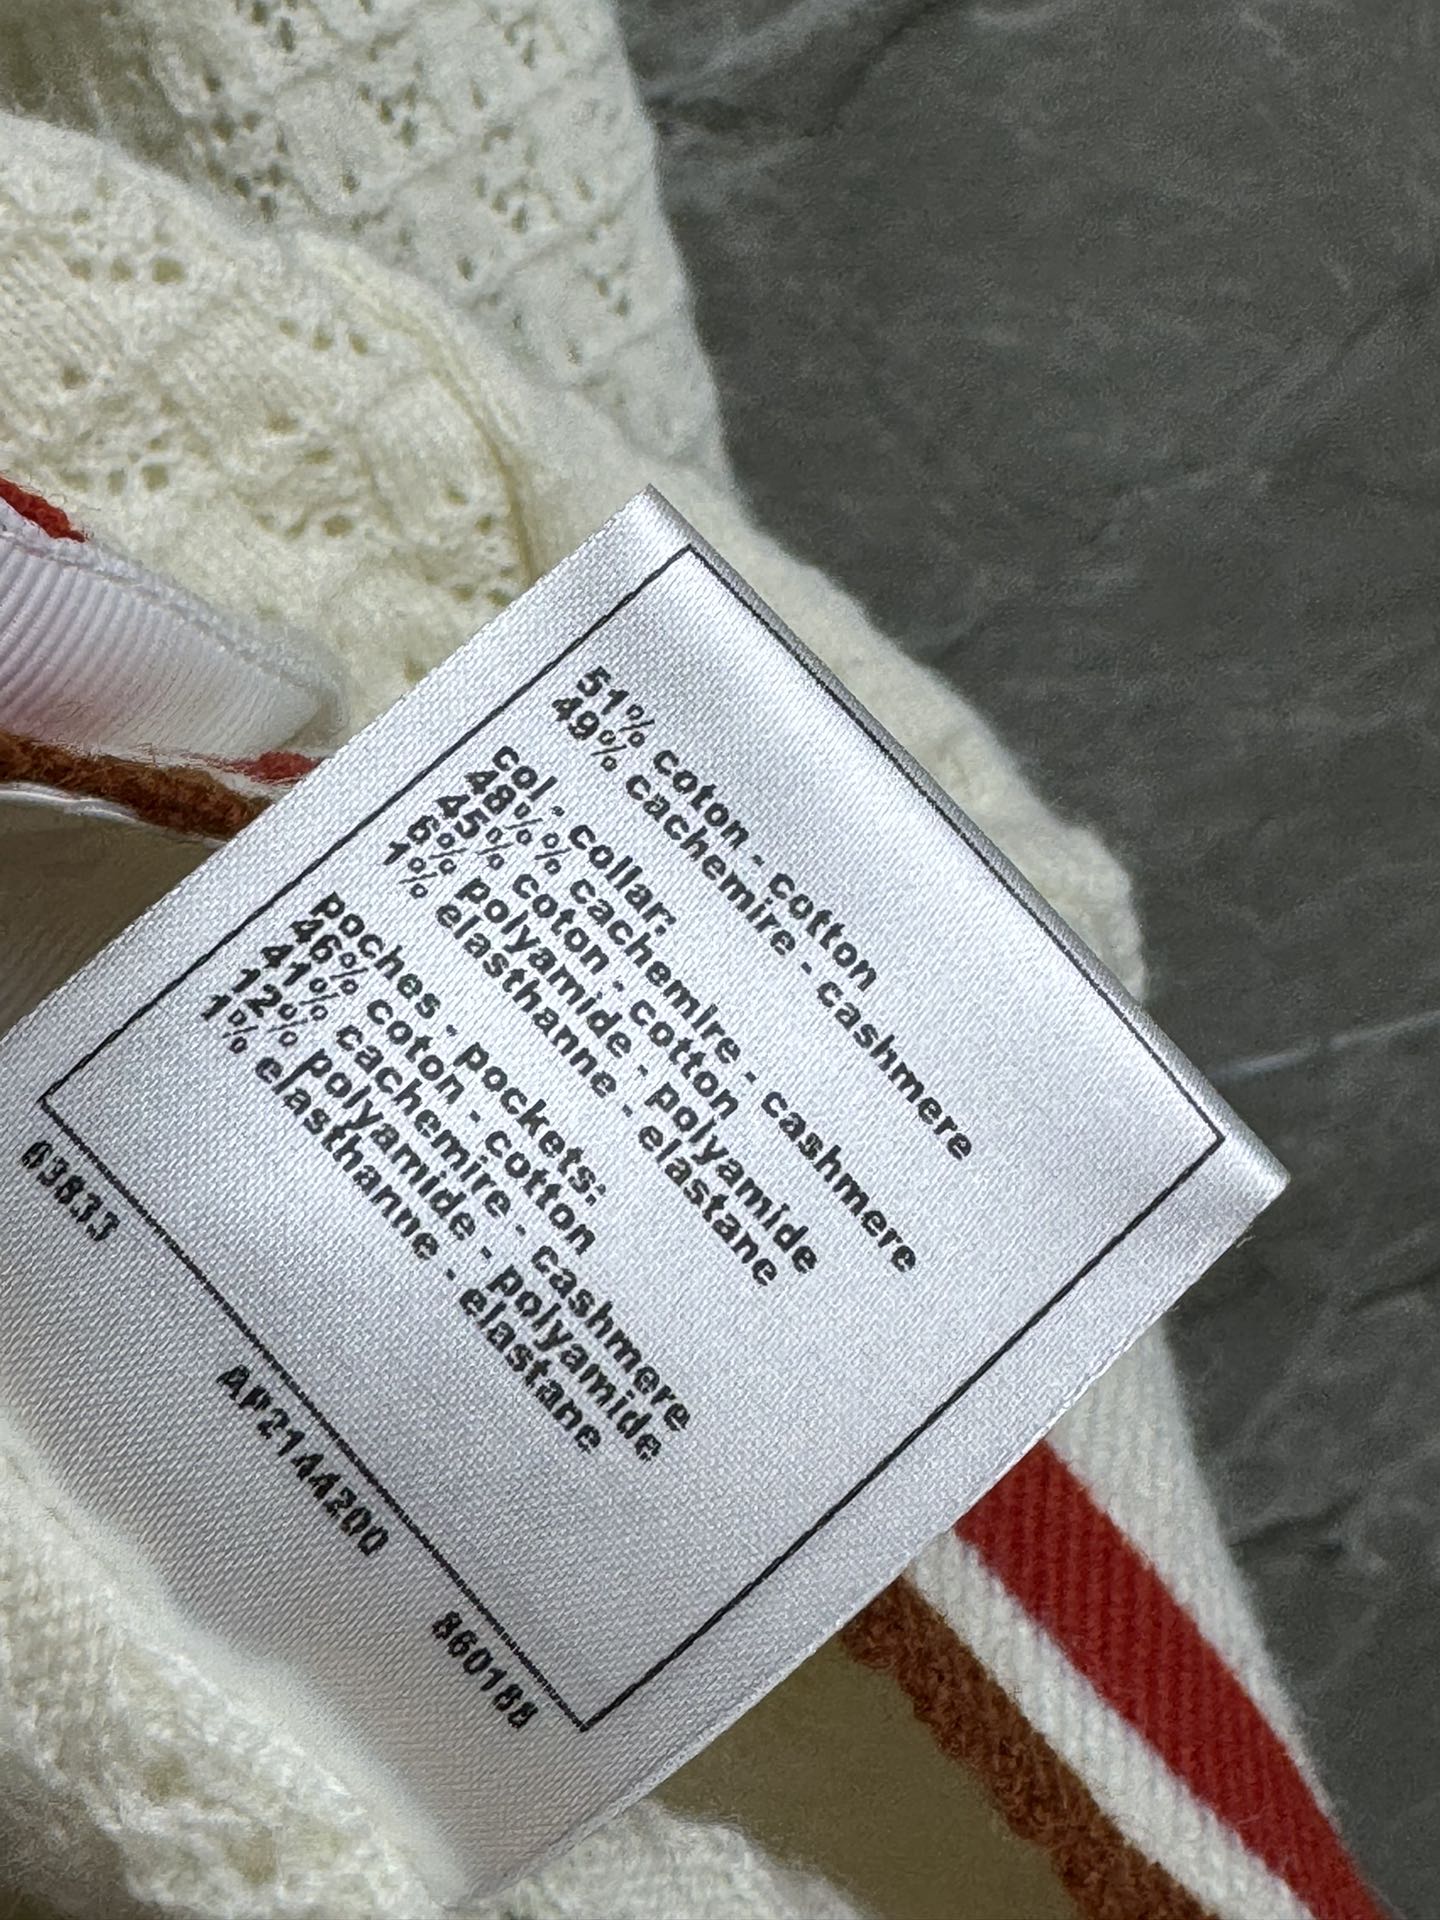 51% coton - cotton
49% cachemire - cashmere
col - collar:
48% % cachemire - cashmere
45% coton - cotton
6% polyamide - polyamide
1% elasthanne - elastane
poches - pockets:
46% coton - cotton
41% cachemire - cashmere
12% polyamide - polyamide
1% elasthanne - elastane
63833 AP2144200 860188